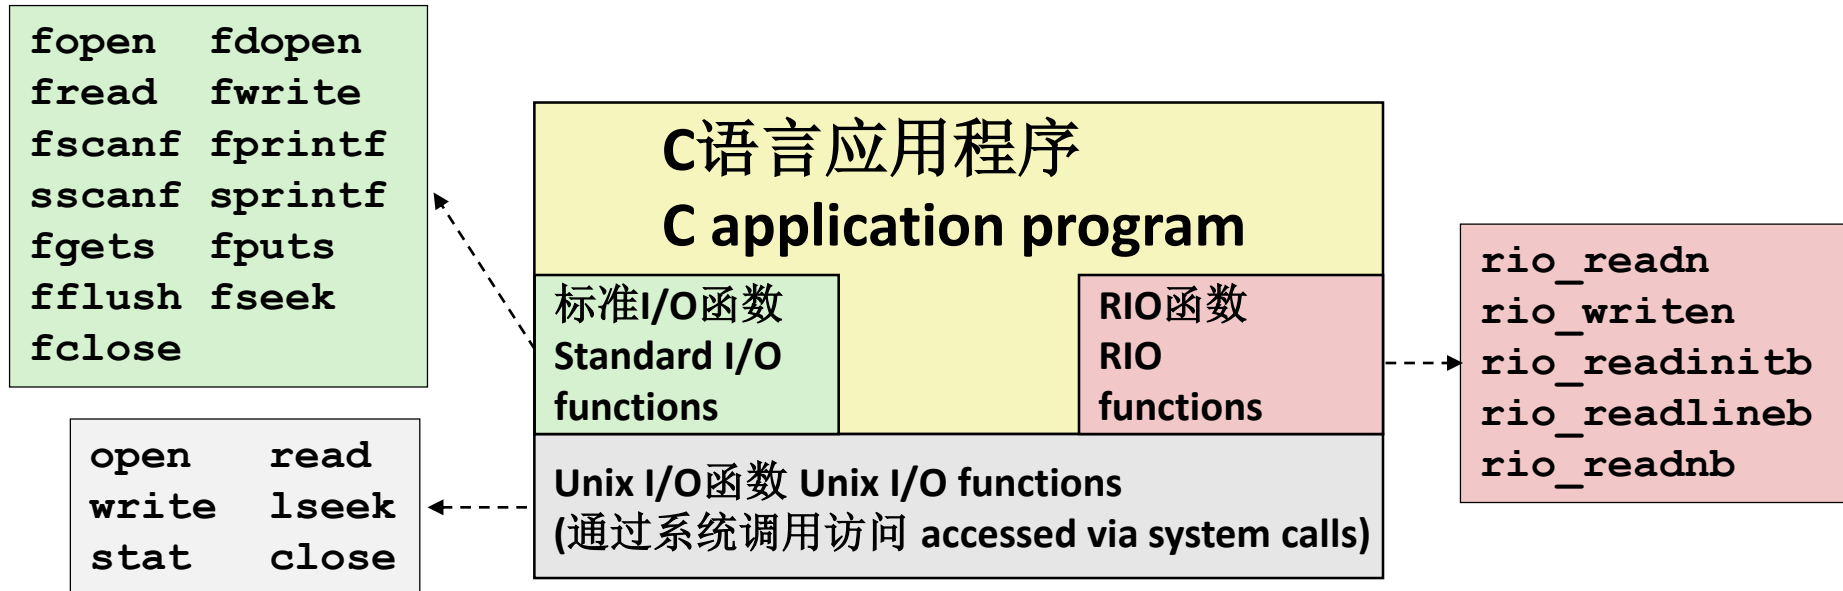 fopen fdopen
fread fwrite
fscanf fprintf
sscanf sprintf
fgets fputs
fflush fseek
fclose
C语言应用程序
C application program
标准I/O函数
Standard I/O
functions
RIO函数
RIO
functions
rio_readn
rio_writen
rio_readinitb
rio_readlineb
rio_readnb
open read
write lseek
stat close
Unix I/O函数 Unix I/O functions
(通过系统调用访问 accessed via system calls)